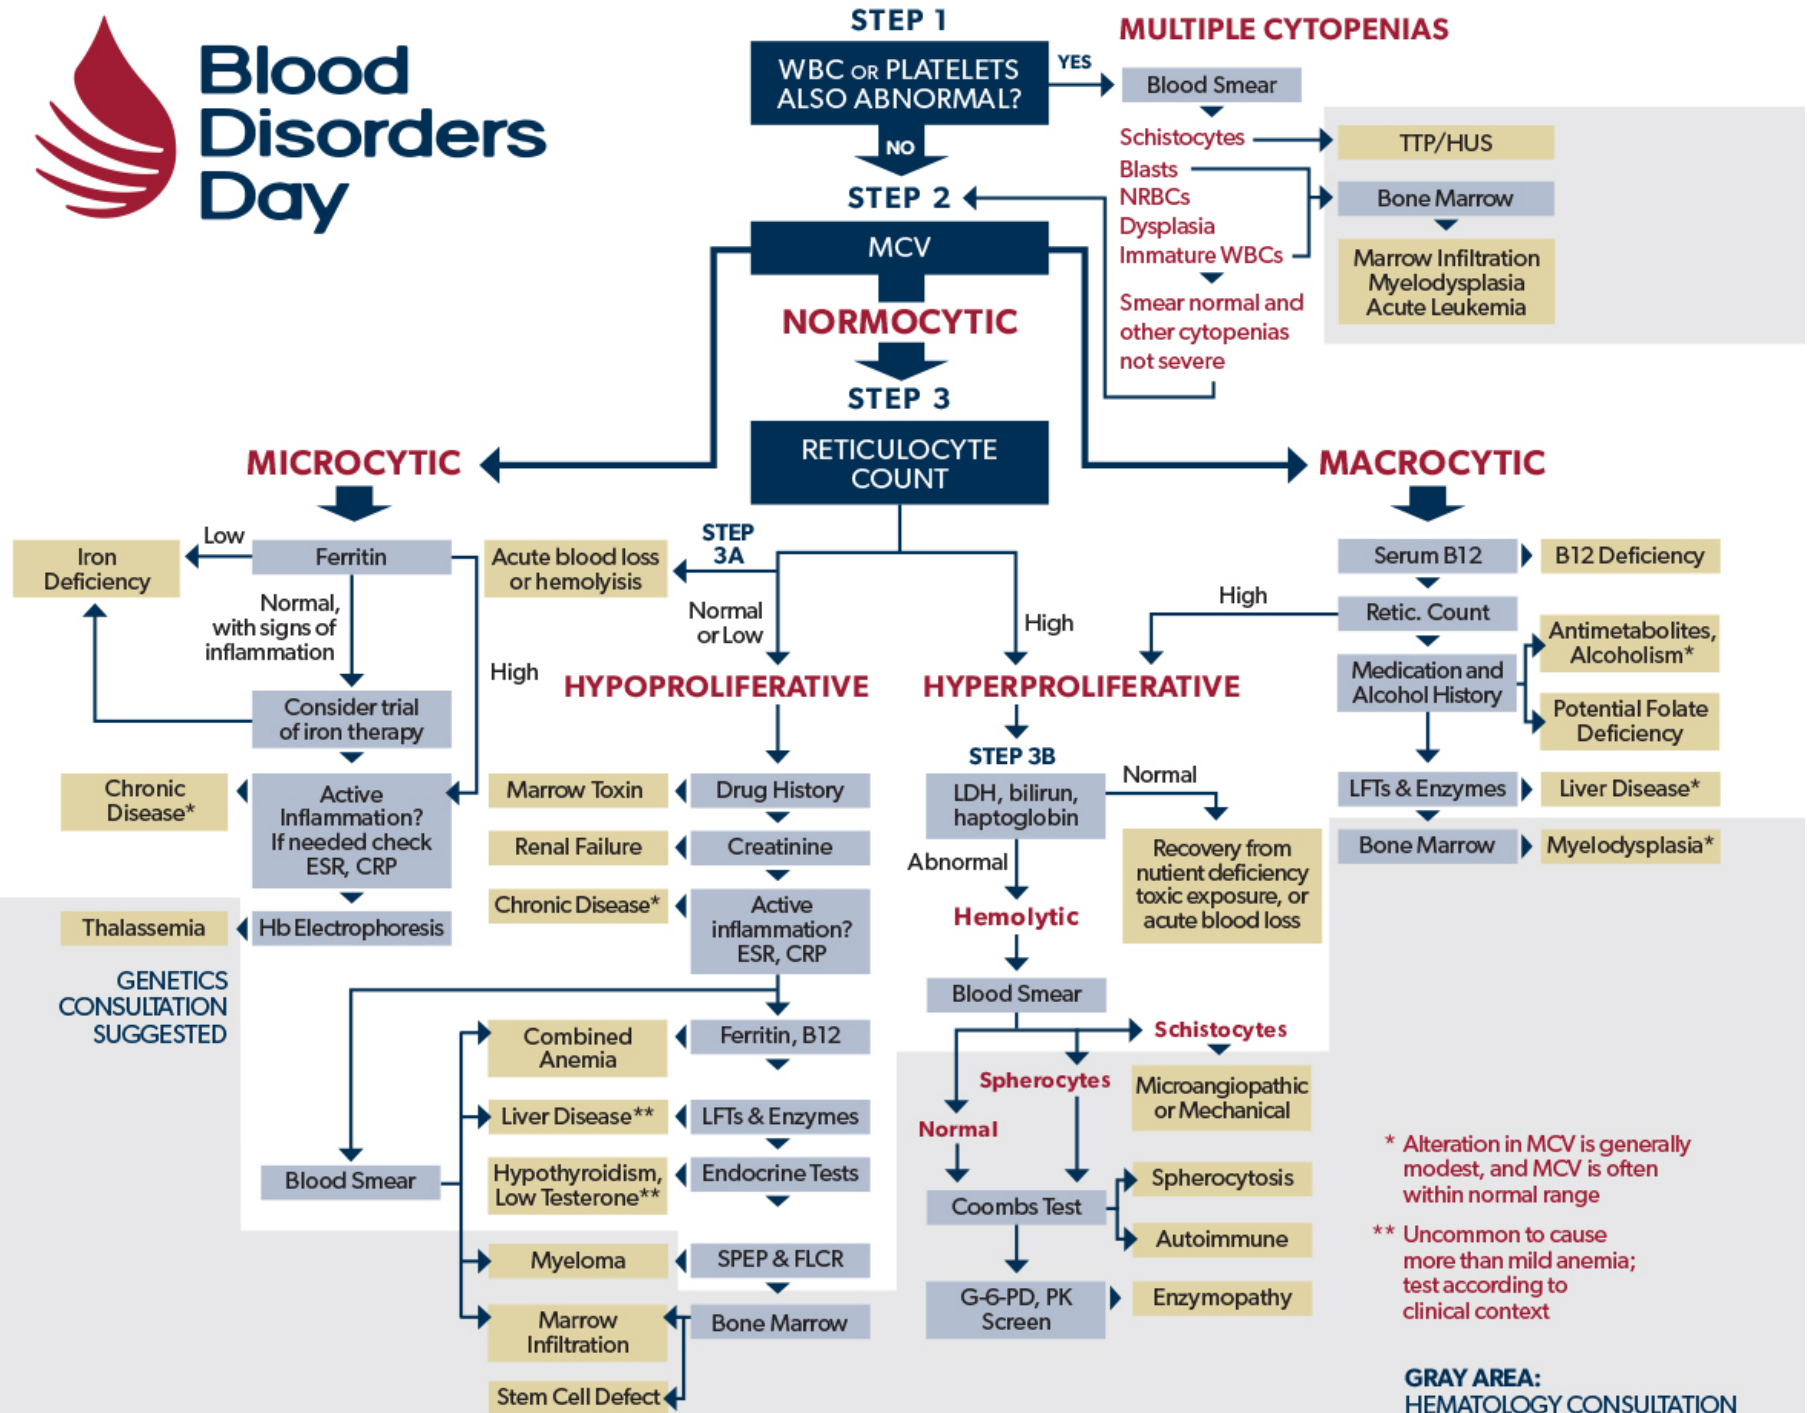 Blood
Disorders
Day
STEP 1
WBC OR PLATELETS
ALSO ABNORMAL?
YES
NO
MULTIPLE CYTOPENIAS
Blood Smear
Schistocytes
TTP/HUS
Blasts
NRBCs
Dysplasia
Immature WBCs
Bone Marrow
Marrow Infiltration
Myelodysplasia
Acute Leukemia
Smear normal and
other cytopenias
not severe
STEP 2
MCV
NORMOCYTIC
STEP 3
RETICULOCYTE
COUNT
MICROCYTIC
Low
Iron
Deficiency
Ferritin
Normal,
with signs of
inflammation
High
Consider trial
of iron therapy
Chronic
Disease*
Active
Inflammation?
If needed check
ESR, CRP
Thalassemia
Hb Electrophoresis
GENETICS
CONSULTATION
SUGGESTED
STEP
3A
Acute blood loss
or hemolyisis
Normal
or Low
High
HYPOPROLIFERATIVE
Marrow Toxin
Drug History
Renal Failure
Creatinine
Chronic Disease*
Active
inflammation?
ESR, CRP
Combined
Anemia
Ferritin, B12
Liver Disease**
LFTs & Enzymes
Hypothyroidism,
Low Testerone**
Endocrine Tests
Blood Smear
Myeloma
SPEP & FLCR
Marrow
Infiltration
Bone Marrow
Stem Cell Defect
HYPERPROLIFERATIVE
STEP 3B
LDH, bilirun,
haptoglobin
Normal
Recovery from
nutient deficiency
toxic exposure, or
acute blood loss
Abnormal
Hemolytic
Blood Smear
Schistocytes
Spherocytes
Normal
Microangiopathic
or Mechanical
Coombs Test
Spherocytosis
Autoimmune
G-6-PD, PK
Screen
Enzymopathy
MACROCYTIC
Serum B12
B12 Deficiency
High
Retic. Count
Medication and
Alcohol History
Antimetabolites,
Alcoholism*
Potential Folate
Deficiency
LFTs & Enzymes
Liver Disease*
Bone Marrow
Myelodysplasia*
* Alteration in MCV is generally
modest, and MCV is often
within normal range
** Uncommon to cause
more than mild anemia;
test according to
clinical context
GRAY AREA:
HEMATOLOGY CONSULTATION